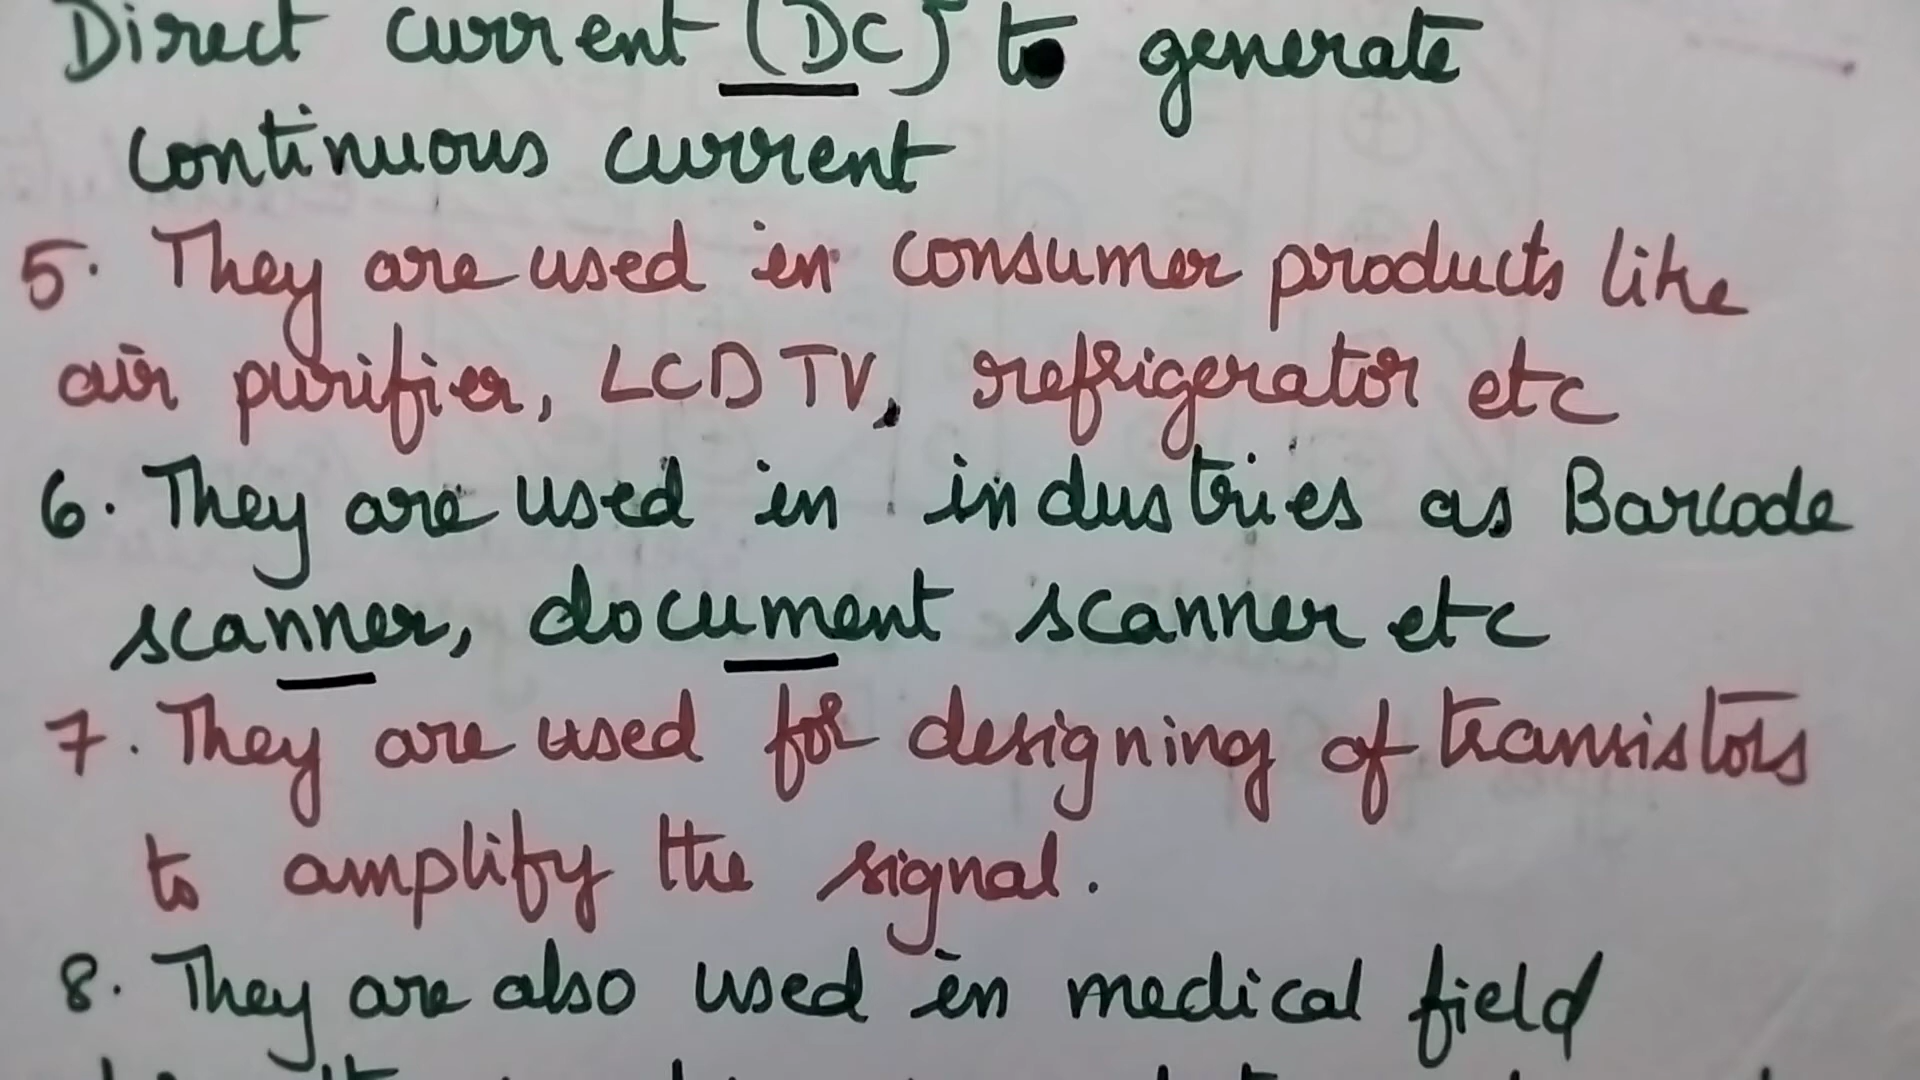 Direct current (DC) to generate
continuous current
5. They are used in consumer products like
air purifier, LCD TV, refrigerator etc
6. They are used in industries as Barcode
scanner, document scanner etc
7. They are used for designing of transistors
to amplify the signal.
8. They are also used in medical field